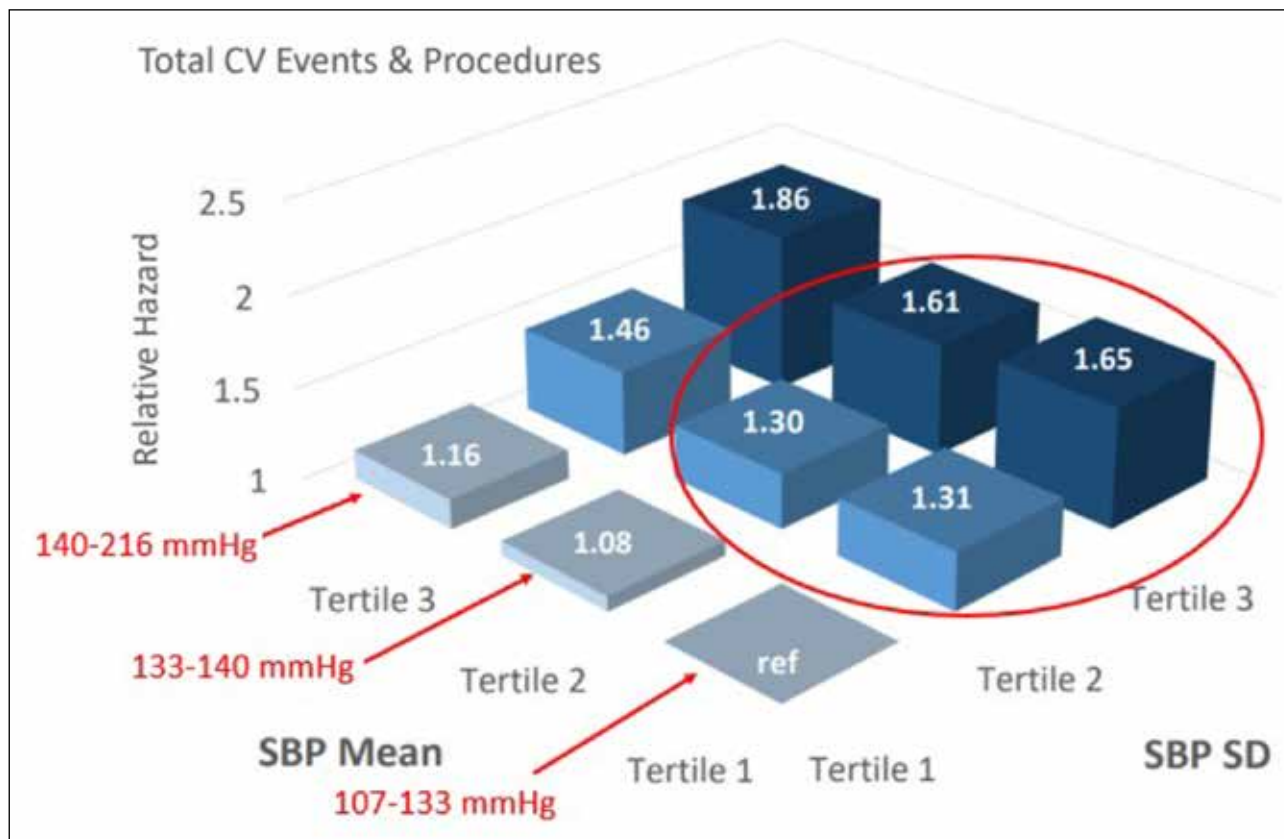 Total CV Events & Procedures
2.5
2
1.5
1
Relative Hazard
1.86
1.61
1.65
1.46
1.30
1.31
1.16
1.08
ref
140-216 mmHg
133-140 mmHg
107-133 mmHg
Tertile 3
Tertile 2
Tertile 1
SBP Mean
Tertile 1
Tertile 2
Tertile 3
SBP SD